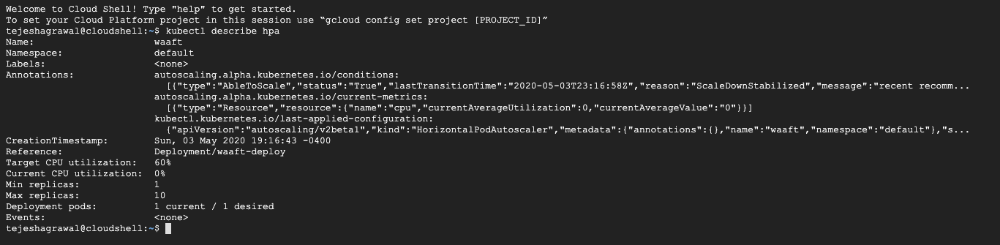 Welcome to Cloud Shell! Type "help" to get started.
To set your Cloud Platform project in this session use “gcloud config set project [PROJECT_ID]”
tejeshagrawal@cloudshell:~$ kubectl describe hpa
Name: waaft
Namespace: default
Labels: <none>
Annotations: autoscaling.alpha.kubernetes.io/conditions:
[{"type":"AbleToScale","status":"True","lastTransitionTime":"2020-05-03T23:16:58Z","reason":"ScaleDownStabilized","message":"recent recomm...
autoscaling.alpha.kubernetes.io/current-metrics:
[{"type":"Resource","resource":{"name":"cpu","currentAverageUtilization":0,"currentAverageValue":"0"}}]
kubectl.kubernetes.io/last-applied-configuration:
{"apiVersion":"autoscaling/v2beta1","kind":"HorizontalPodAutoscaler","metadata":{"annotations":{},"name":"waaft","namespace":"default"},"s...
CreationTimestamp: Sun, 03 May 2020 19:16:43 -0400
Reference: Deployment/waaft-deploy
Target CPU utilization: 60%
Current CPU utilization: 0%
Min replicas: 1
Max replicas: 10
Deployment pods: 1 current / 1 desired
Events: <none>
tejeshagrawal@cloudshell:~$